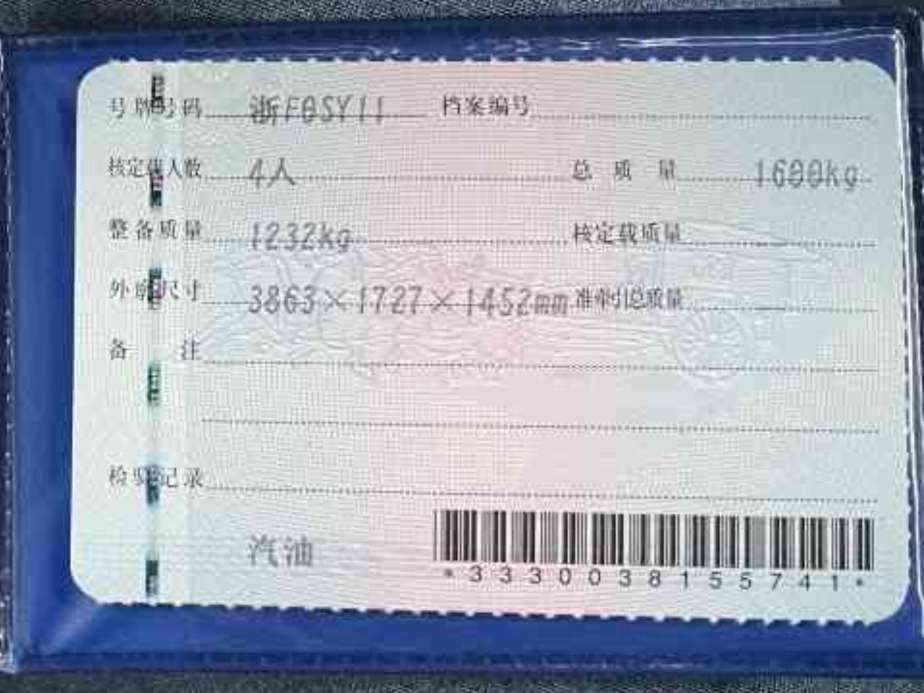 号牌号码 浙F0SY11 档案编号
核定载人数 4人 总质量 1600kg
整备质量 1232kg 核定载质量
外廓尺寸 3863×1727×1452mm 准牵引总质量
备注
检验记录
汽油
*3330038155741*